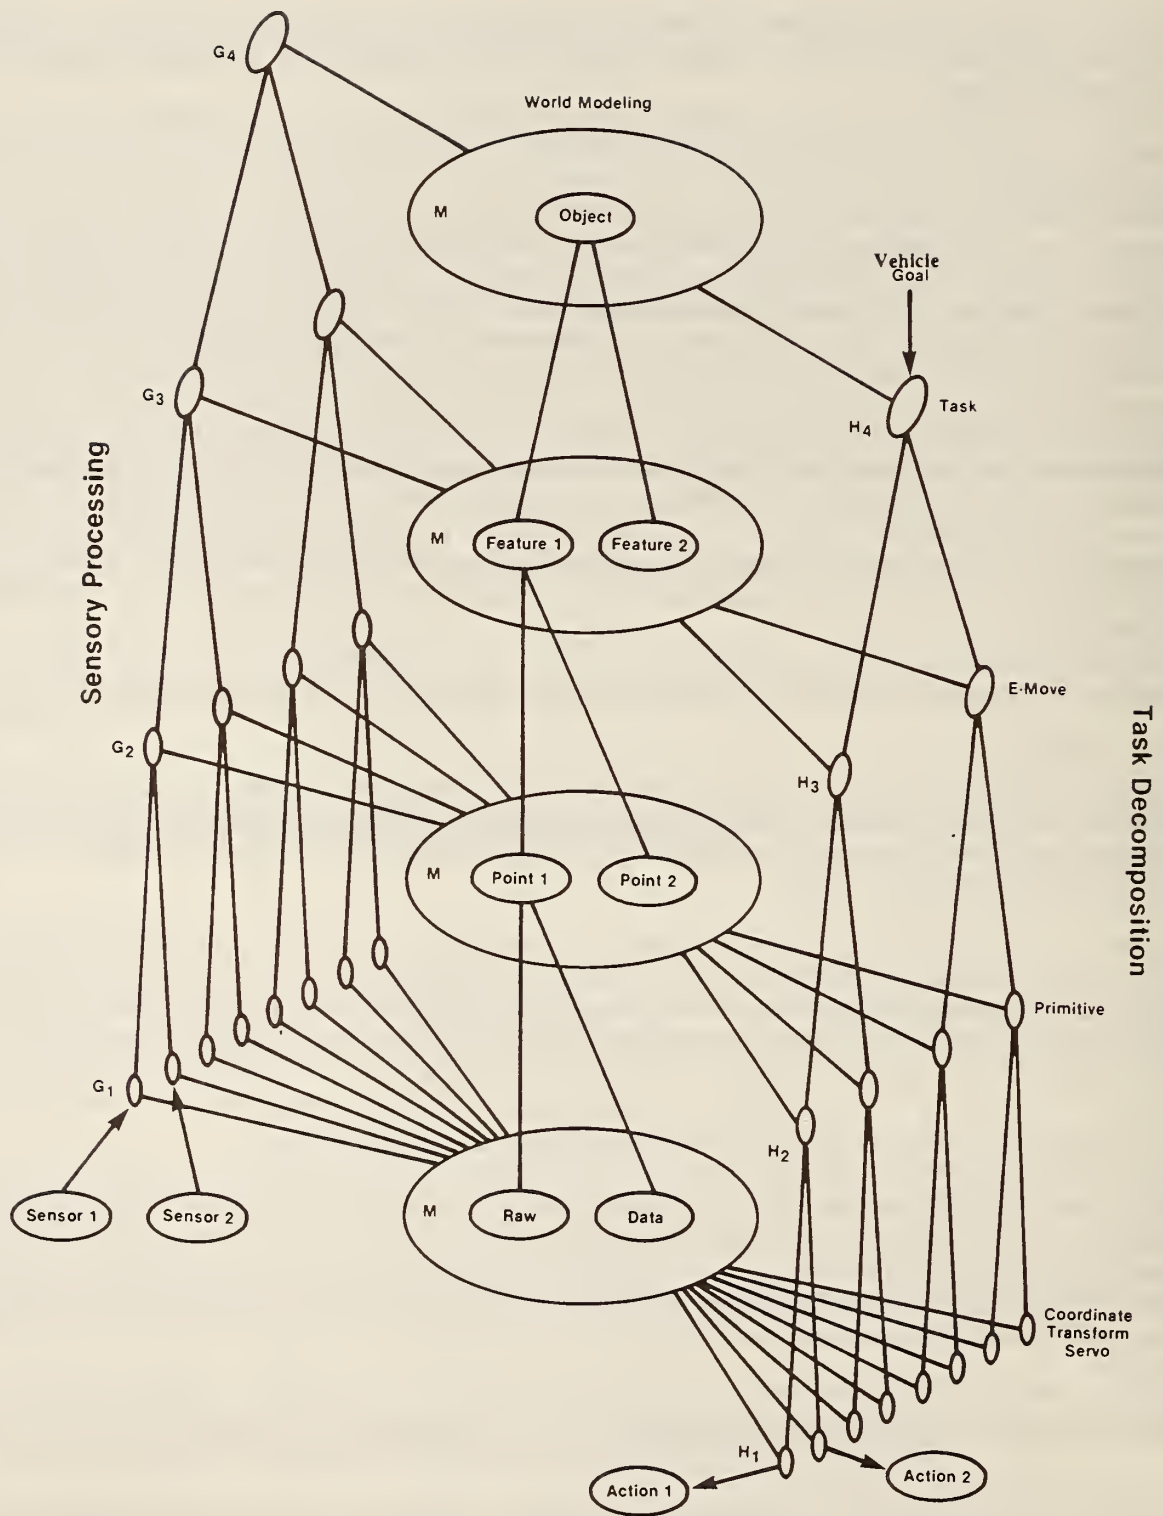 G4
World Modeling
M
Object
Vehicle
Goal
G3
Task
H4
Sensory Processing
M
Feature 1
Feature 2
E-Move
G2
H3
Task Decomposition
M
Point 1
Point 2
Primitive
G1
H2
Sensor 1
Sensor 2
M
Raw
Data
Coordinate
Transform
Servo
H1
Action 1
Action 2